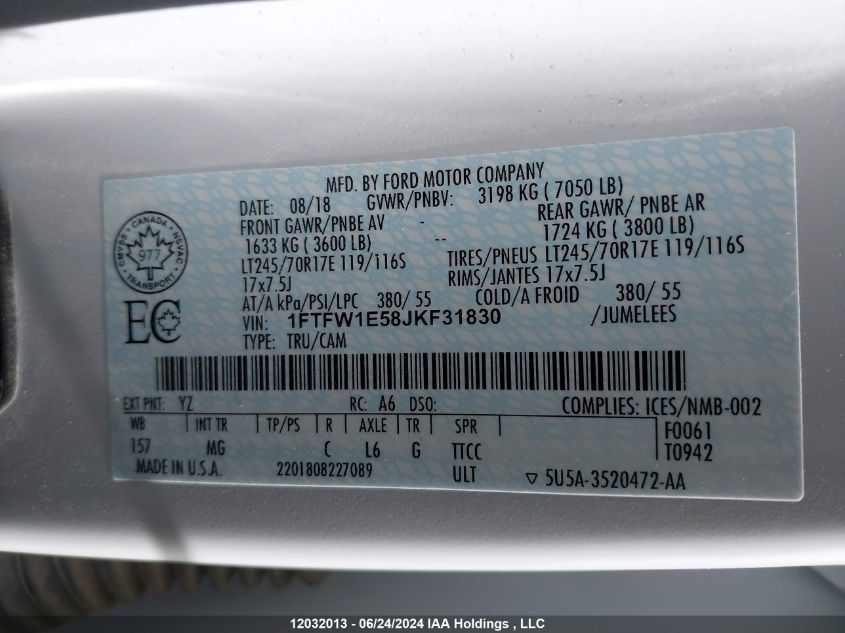 MFD. BY FORD MOTOR COMPANY
DATE: 08/18 GVWR/PNBV: 3198 KG ( 7050 LB)
FRONT GAWR/PNBE AV - REAR GAWR/ PNBE AR
1633 KG ( 3600 LB) -- 1724 KG ( 3800 LB)
LT245/70R17E 119/116S TIRES/PNEUS LT245/70R17E 119/116S
17x7.5J RIMS/JANTES 17x7.5J
AT/A kPa/PSI/LPC 380/ 55 COLD/A FROID 380/ 55
VIN: 1FTFW1E58JKF31830 /JUMELEES
TYPE: TRU/CAM
CANADA
CMVSS NSVAC
977
TRANSPORT
EC
EXT PNT: YZ RC: A6 DSO: COMPLIES: ICES/NMB-002
WB INT TR TP/PS R AXLE TR SPR F0061
157 MG C L6 G TTCC T0942
MADE IN U.S.A. 2201808227089 ULT ▽ 5U5A-3520472-AA
12032013 - 06/24/2024 IAA Holdings , LLC